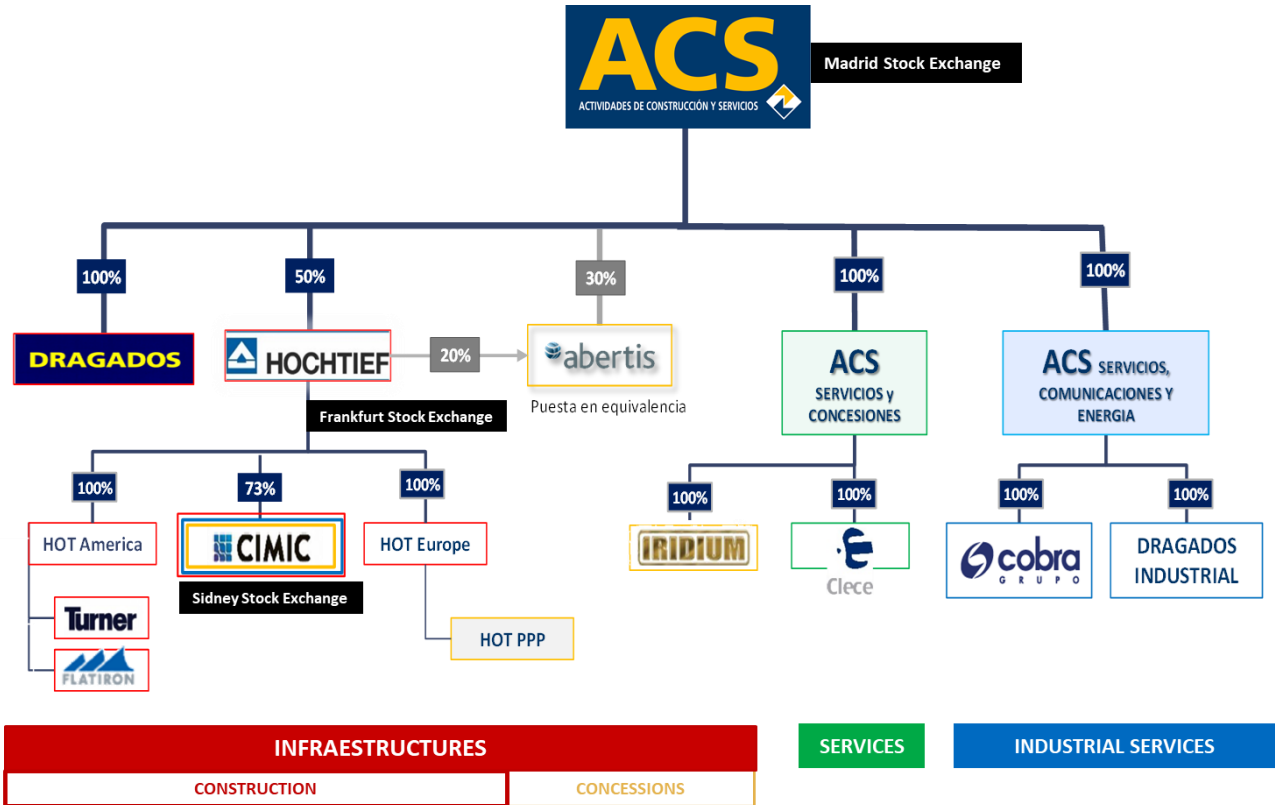 ACS
ACTIVIDADES DE CONSTRUCCIÓN Y SERVICIOS
Madrid Stock Exchange
100%
50%
30%
100%
100%
DRAGADOS
HOCHTIEF
20%
abertis
Puesta en equivalencia
ACS
SERVICIOS y
CONCESIONES
ACS SERVICIOS,
COMUNICACIONES Y
ENERGIA
Frankfurt Stock Exchange
100%
73%
100%
100%
100%
100%
100%
HOT America
CIMIC
HOT Europe
IRIDIUM
Clece
cobra
GRUPO
DRAGADOS
INDUSTRIAL
Sidney Stock Exchange
Turner
FLATIRON
HOT PPP
INFRAESTRUCTURES
SERVICES
INDUSTRIAL SERVICES
CONSTRUCTION
CONCESSIONS